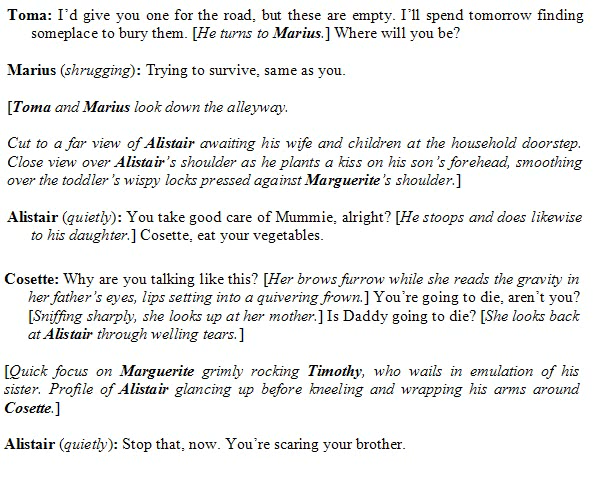 Toma: I'd give you one for the road, but these are empty. I'll spend tomorrow finding
someplace to bury them. [He turns to Marius.] Where will you be?
Marius (shrugging): Trying to survive, same as you.
[Toma and Marius look down the alleyway.
Cut to a far view of Alistair awaiting his wife and children at the household doorstep.
Close view over Alistair's shoulder as he plants a kiss on his son's forehead, smoothing
over the toddler's wispy locks pressed against Marguerite's shoulder.]
Alistair (quietly): You take good care of Mummie, alright? [He stoops and does likewise
to his daughter.] Cosette, eat your vegetables.
Cosette: Why are you talking like this? [Her brows furrow while she reads the gravity in
her father's eyes, lips setting into a quivering frown.] You're going to die, aren't you?
[Sniffing sharply, she looks up at her mother.] Is Daddy going to die? [She looks back
at Alistair through welling tears.]
[Quick focus on Marguerite grimly rocking Timothy, who wails in emulation of his
sister. Profile of Alistair glancing up before kneeling and wrapping his arms around
Cosette.]
Alistair (quietly): Stop that, now. You're scaring your brother.